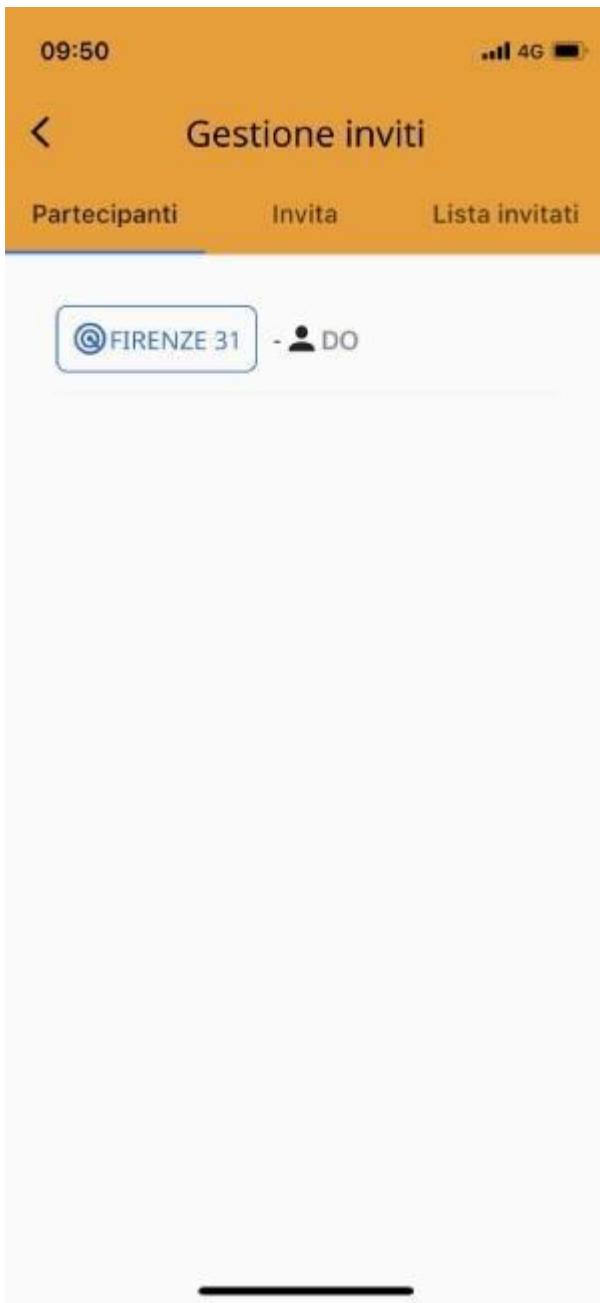 09:50 4G
Gestione inviti
Partecipanti Invita Lista invitati
FIRENZE 31 - DO